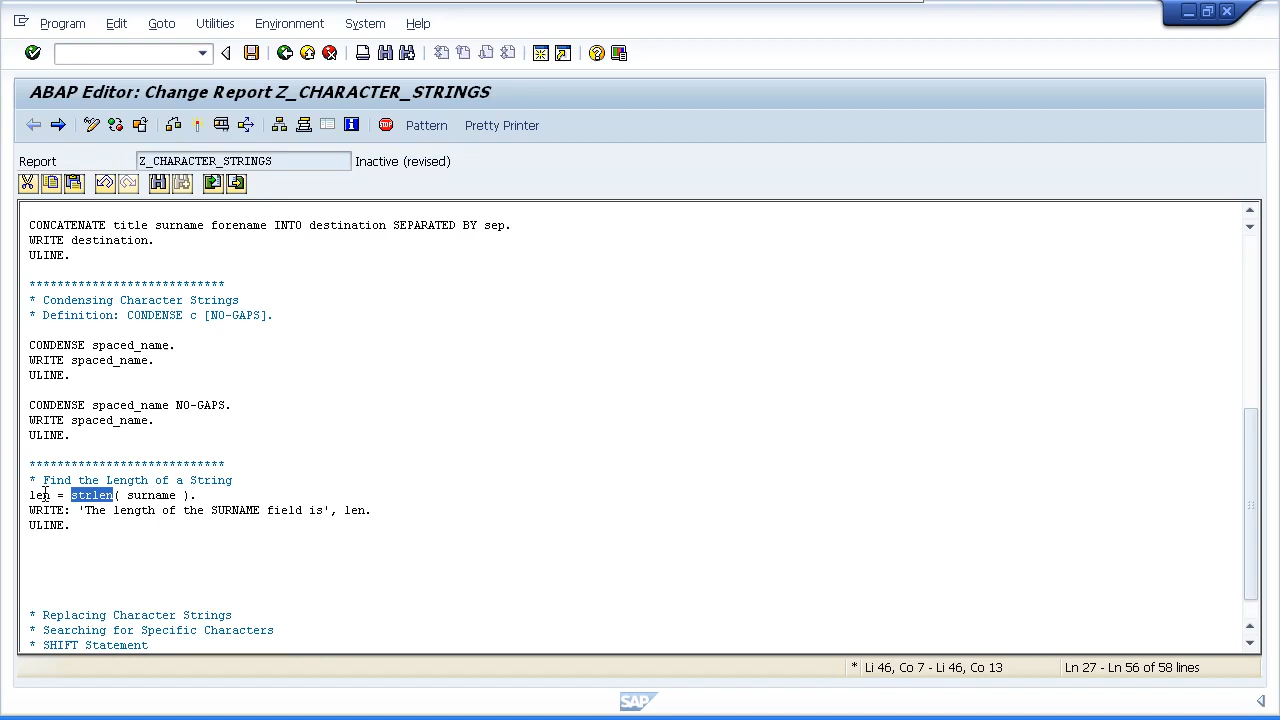 Program Edit Goto Utilities Environment System Help
ABAP Editor: Change Report Z_CHARACTER_STRINGS
STOP Pattern Pretty Printer
Report Z_CHARACTER_STRINGS Inactive (revised)
CONCATENATE title surname forename INTO destination SEPARATED BY sep.
WRITE destination.
ULINE.
****************************
* Condensing Character Strings
* Definition: CONDENSE c [NO-GAPS].
CONDENSE spaced_name.
WRITE spaced_name.
ULINE.
CONDENSE spaced_name NO-GAPS.
WRITE spaced_name.
ULINE.
****************************
* Find the Length of a String
len = strlen( surname ).
WRITE: 'The length of the SURNAME field is', len.
ULINE.
* Replacing Character Strings
* Searching for Specific Characters
* SHIFT Statement
* Li 46, Co 7 - Li 46, Co 13 Ln 27 - Ln 56 of 58 lines
SAP